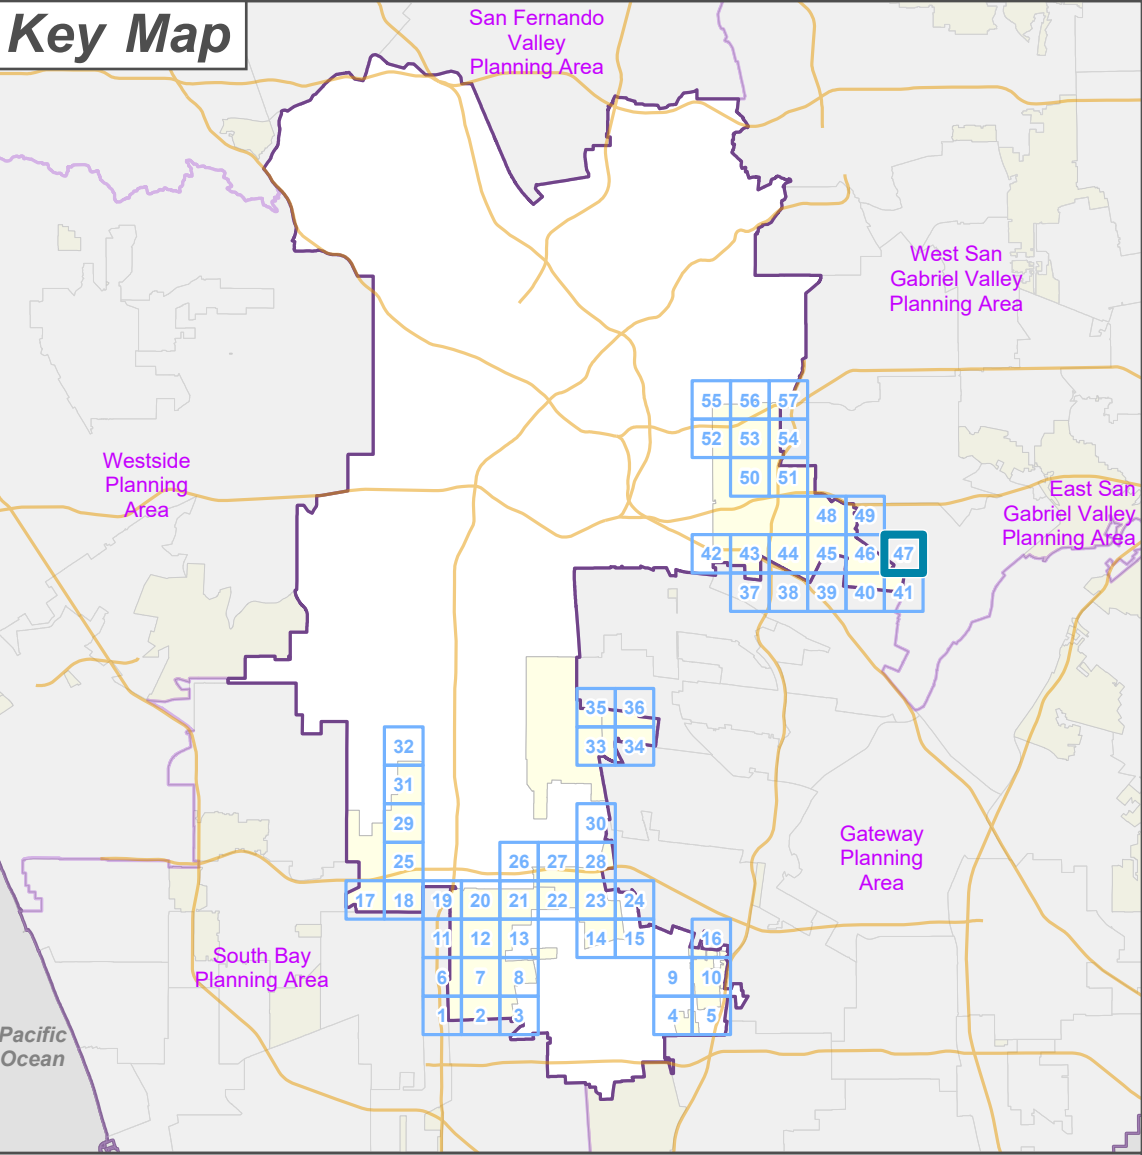 Key Map
San Fernando
Valley
Planning Area
West San
Gabriel Valley
Planning Area
55 56 57
52 53 54
Westside
Planning
Area
50 51
East San
Gabriel Valley
Planning Area
48 49
42 43 44 45 46 47
37 38 39 40 41
35 36
33 34
32
31
29
30
Gateway
Planning
Area
25 26 27 28
17 18 19 20 21 22 23 24
11 12 13 14 15 16
South Bay
Planning Area
6 7 8 9 10
1 2 3 4 5
Pacific
Ocean